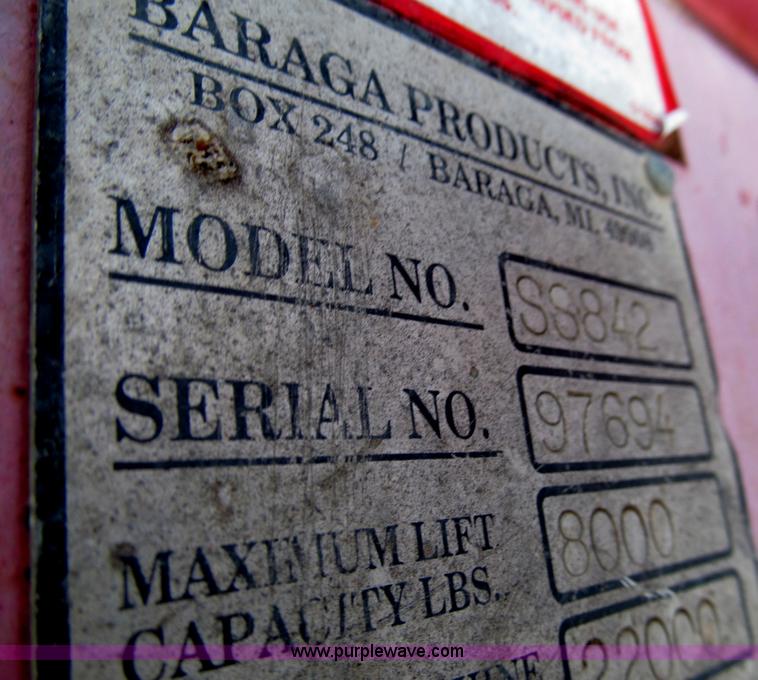 BARAGA PRODUCTS, INC.
BOX 248 / BARAGA, MI.
MODEL NO. SS842
SERIAL NO. 97694
MAXIMUM LIFT
CAPACITY LBS. 8000
22000
www.purplewave.com